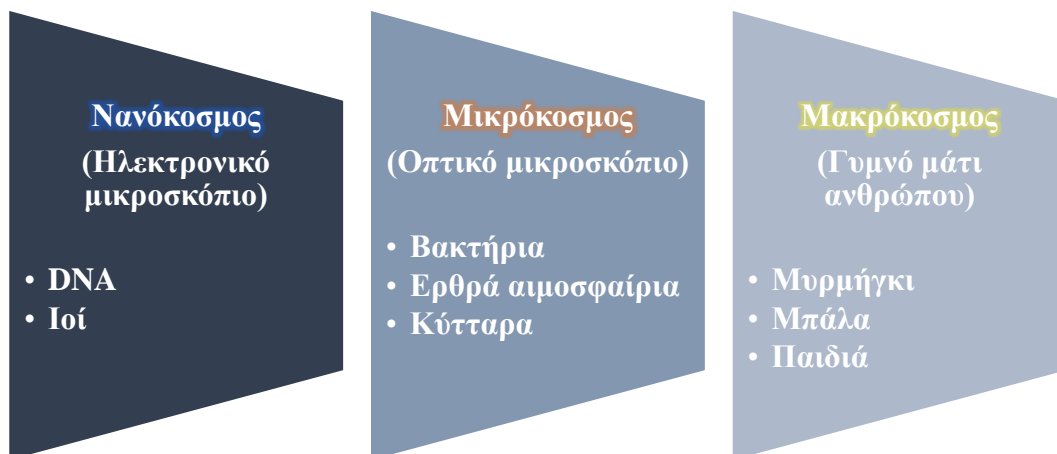 Νανόκοσμος
(Ηλεκτρονικό
μικροσκόπιο)
• DNA
• Ιοί
Μικρόκοσμος
(Οπτικό μικροσκόπιο)
• Βακτήρια
• Ερθρά αιμοσφαίρια
• Κύτταρα
Μακρόκοσμος
(Γυμνό μάτι
ανθρώπου)
• Μυρμήγκι
• Μπάλα
• Παιδιά